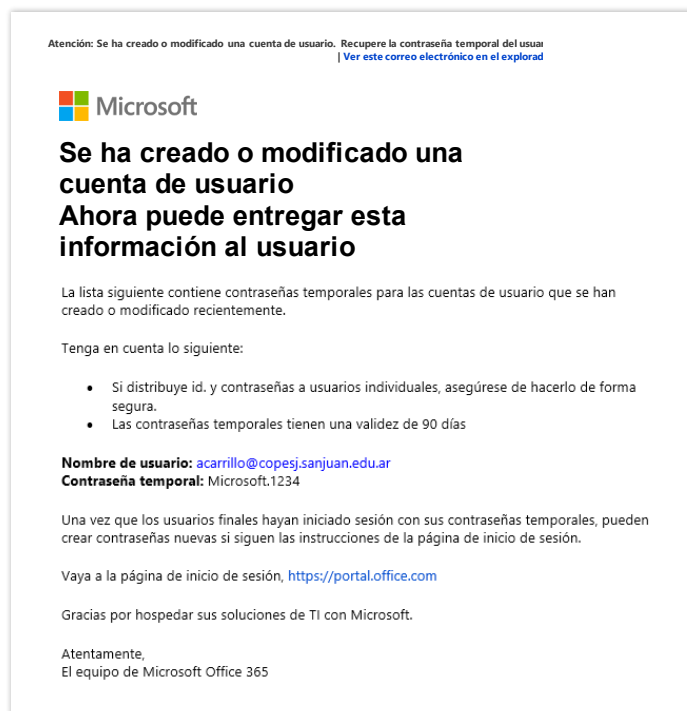 Atención: Se ha creado o modificado una cuenta de usuario. Recupere la contraseña temporal del usuar
| Ver este correo electrónico en el explorad
Microsoft
Se ha creado o modificado una
cuenta de usuario
Ahora puede entregar esta
información al usuario
La lista siguiente contiene contraseñas temporales para las cuentas de usuario que se han
creado o modificado recientemente.
Tenga en cuenta lo siguiente:
• Si distribuye id. y contraseñas a usuarios individuales, asegúrese de hacerlo de forma
segura.
• Las contraseñas temporales tienen una validez de 90 días
Nombre de usuario: acarrillo@copesj.sanjuan.edu.ar
Contraseña temporal: Microsoft.1234
Una vez que los usuarios finales hayan iniciado sesión con sus contraseñas temporales, pueden
crear contraseñas nuevas si siguen las instrucciones de la página de inicio de sesión.
Vaya a la página de inicio de sesión, https://portal.office.com
Gracias por hospedar sus soluciones de TI con Microsoft.
Atentamente,
El equipo de Microsoft Office 365